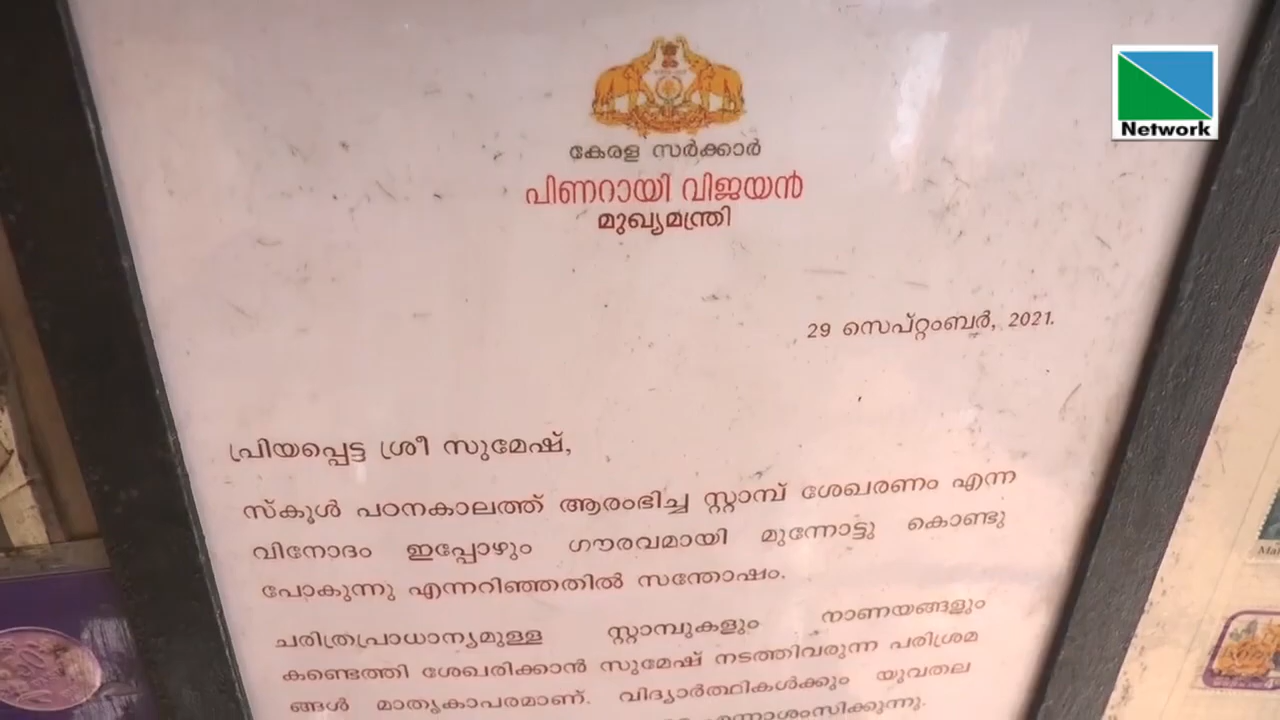 Network
കേരള സർക്കാർ
പിണറായി വിജയൻ
മുഖ്യമന്ത്രി
29 സെപ്റ്റംബർ, 2021.
പ്രിയപ്പെട്ട ശ്രീ സുമേഷ്,
സ്കൂൾ പഠനകാലത്ത് ആരംഭിച്ച സ്റ്റാമ്പ് ശേഖരണം എന്ന
വിനോദം ഇപ്പോഴും ഗൗരവമായി മുന്നോട്ടു കൊണ്ടു
പോകുന്നു എന്നറിഞ്ഞതിൽ സന്തോഷം.
ചരിത്രപ്രാധാന്യമുള്ള സ്റ്റാമ്പുകളും നാണയങ്ങളും
കണ്ടെത്തി ശേഖരിക്കാൻ സുമേഷ് നടത്തിവരുന്ന പരിശ്രമ
ങ്ങൾ മാതൃകാപരമാണ്. വിദ്യാർത്ഥികൾക്കും യുവതല